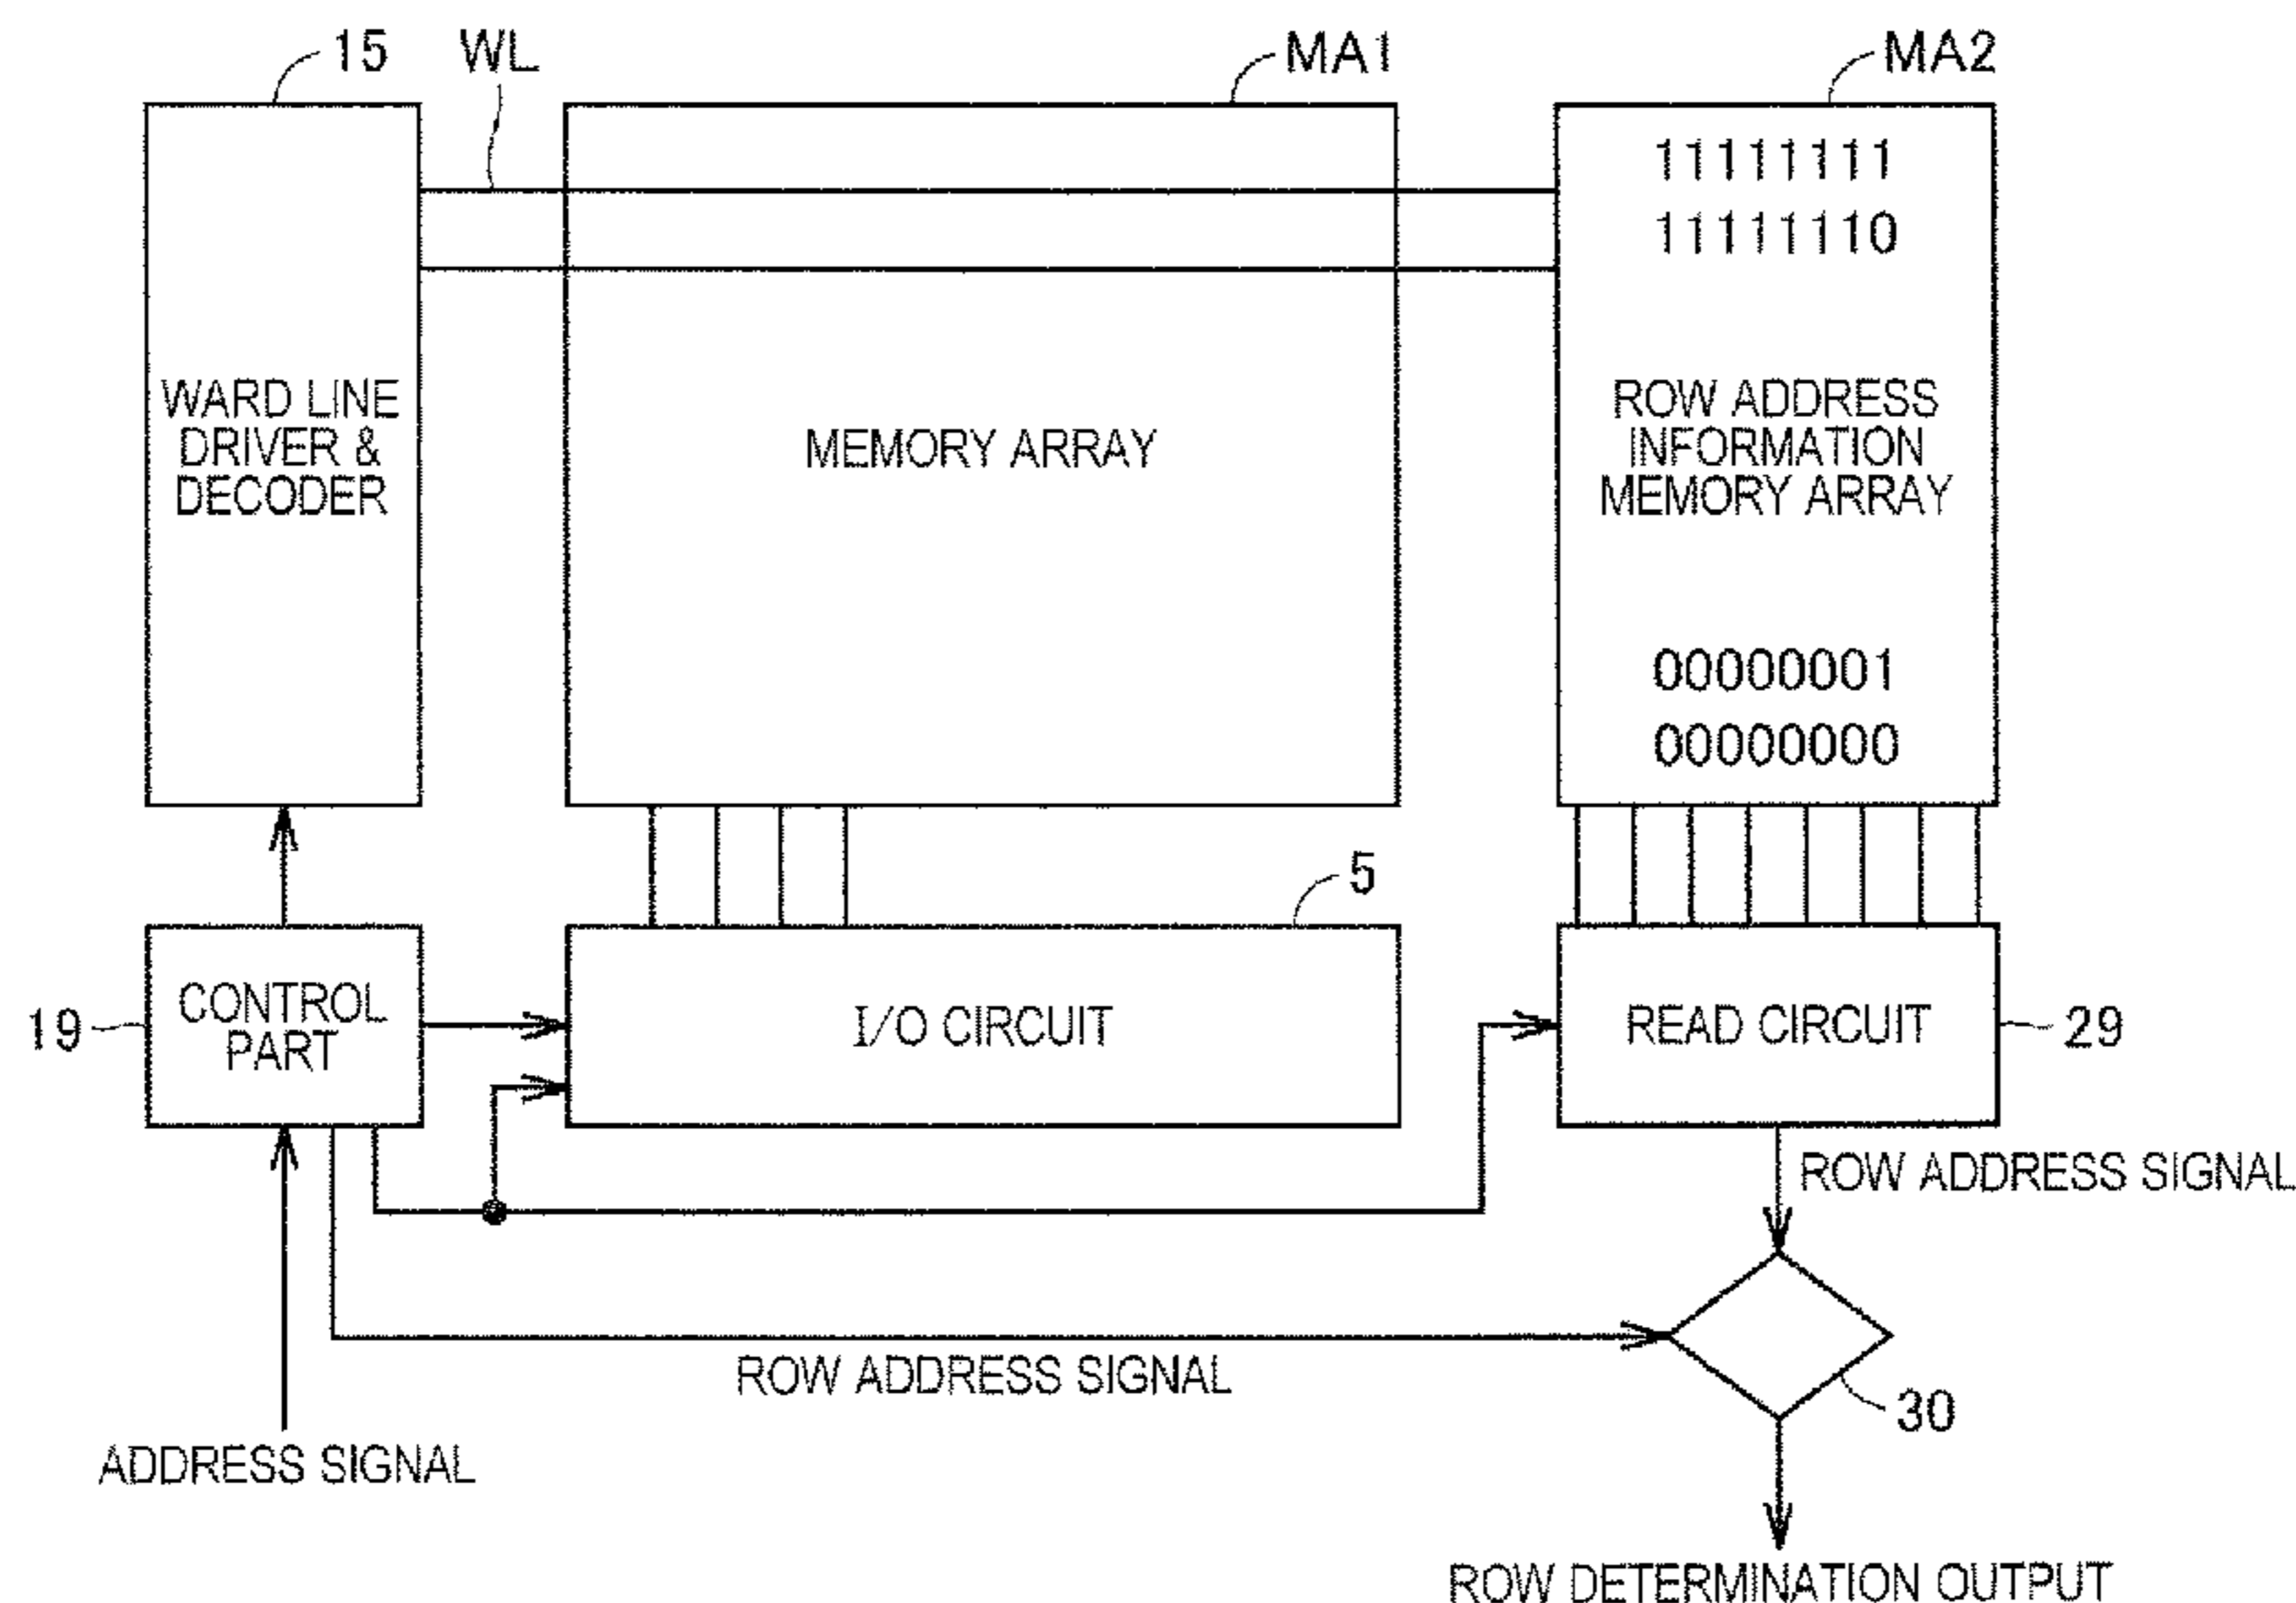 15
WL
MA1
MA2
11111111
11111110
WARD LINE
DRIVER &
DECODER
MEMORY ARRAY
ROW ADDRESS
INFORMATION
MEMORY ARRAY
00000001
00000000
5
19
CONTROL
PART
I/O CIRCUIT
READ CIRCUIT
29
ROW ADDRESS SIGNAL
ROW ADDRESS SIGNAL
30
ADDRESS SIGNAL
ROW DETERMINATION OUTPUT